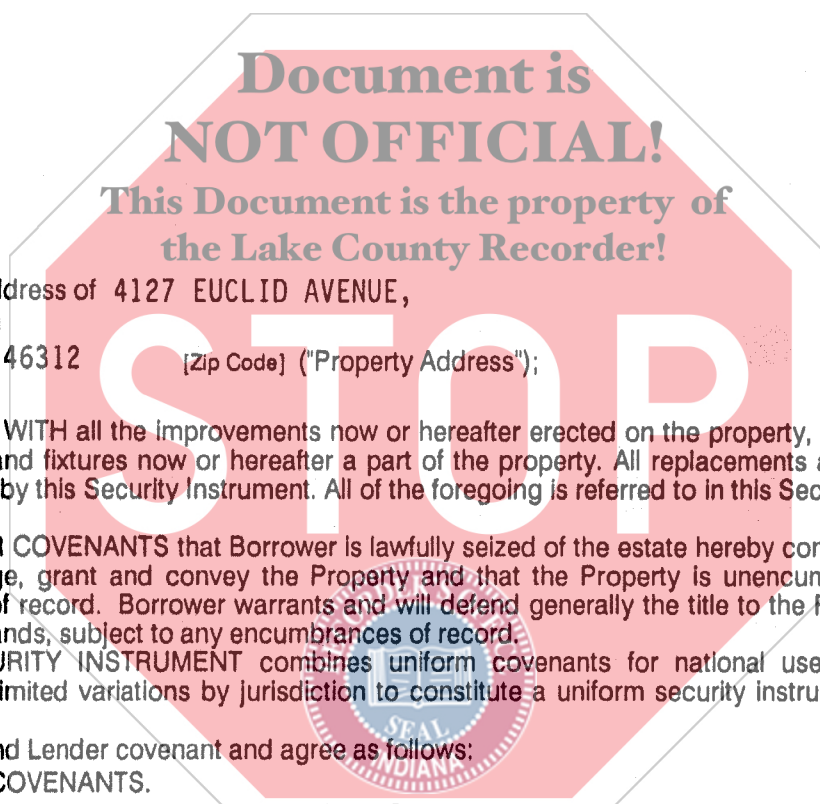 Document is
NOT OFFICIAL!
This Document is the property of
the Lake County Recorder!
dress of 4127 EUCLID AVENUE,
46312 [Zip Code] ("Property Address");
STOP
WITH all the improvements now or hereafter erected on the property,
nd fixtures now or hereafter a part of the property. All replacements a
by this Security Instrument. All of the foregoing is referred to in this Sec
COVENANTS that Borrower is lawfully seized of the estate hereby con
e, grant and convey the Property and that the Property is unencum
of record. Borrower warrants and will defend generally the title to the
nds, subject to any encumbrances of record.
URITY INSTRUMENT combines uniform covenants for national use
imited variations by jurisdiction to constitute a uniform security instru
SEAL
INDIANA
nd Lender covenant and agree as follows:
COVENANTS.